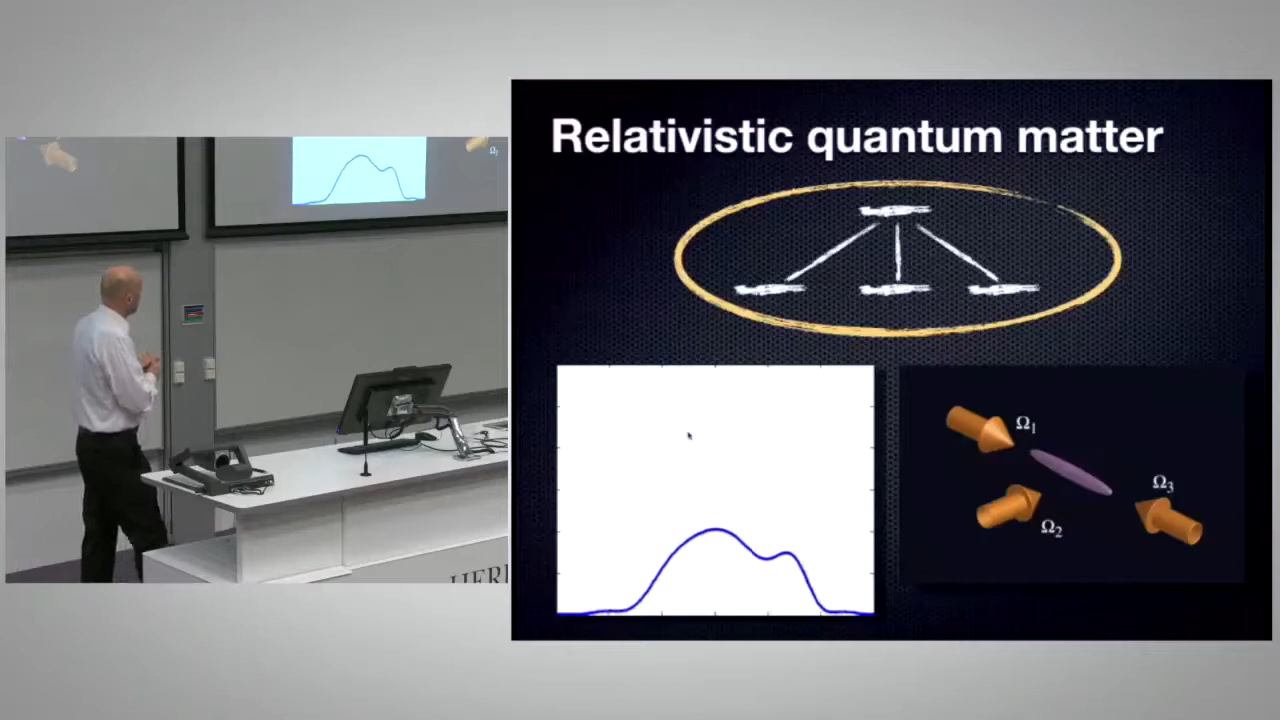 Relativistic quantum matter
Ω1
Ω2
Ω3